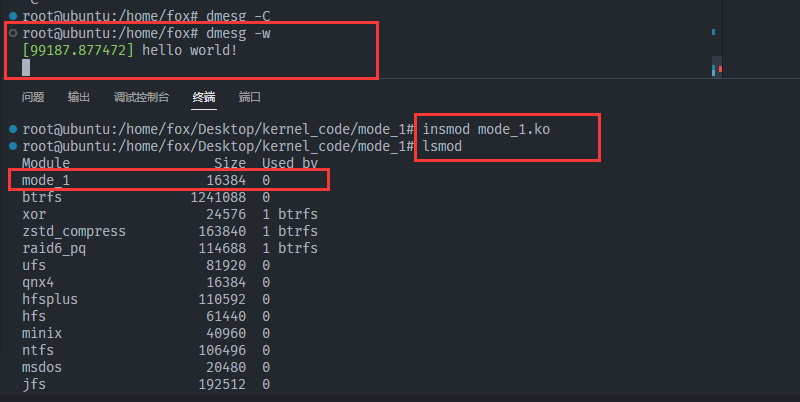 root@ubuntu:/home/fox# dmesg -C
root@ubuntu:/home/fox# dmesg -w
[99187.877472] hello world!
问题 输出 调试控制台 终端 端口
root@ubuntu:/home/fox/Desktop/kernel_code/mode_1# insmod mode_1.ko
root@ubuntu:/home/fox/Desktop/kernel_code/mode_1# lsmod
Module Size Used by
mode_1 16384 0
btrfs 1241088 0
xor 24576 1 btrfs
zstd_compress 163840 1 btrfs
raid6_pq 114688 1 btrfs
ufs 81920 0
qnx4 16384 0
hfsplus 110592 0
hfs 61440 0
minix 40960 0
ntfs 106496 0
msdos 20480 0
jfs 192512 0